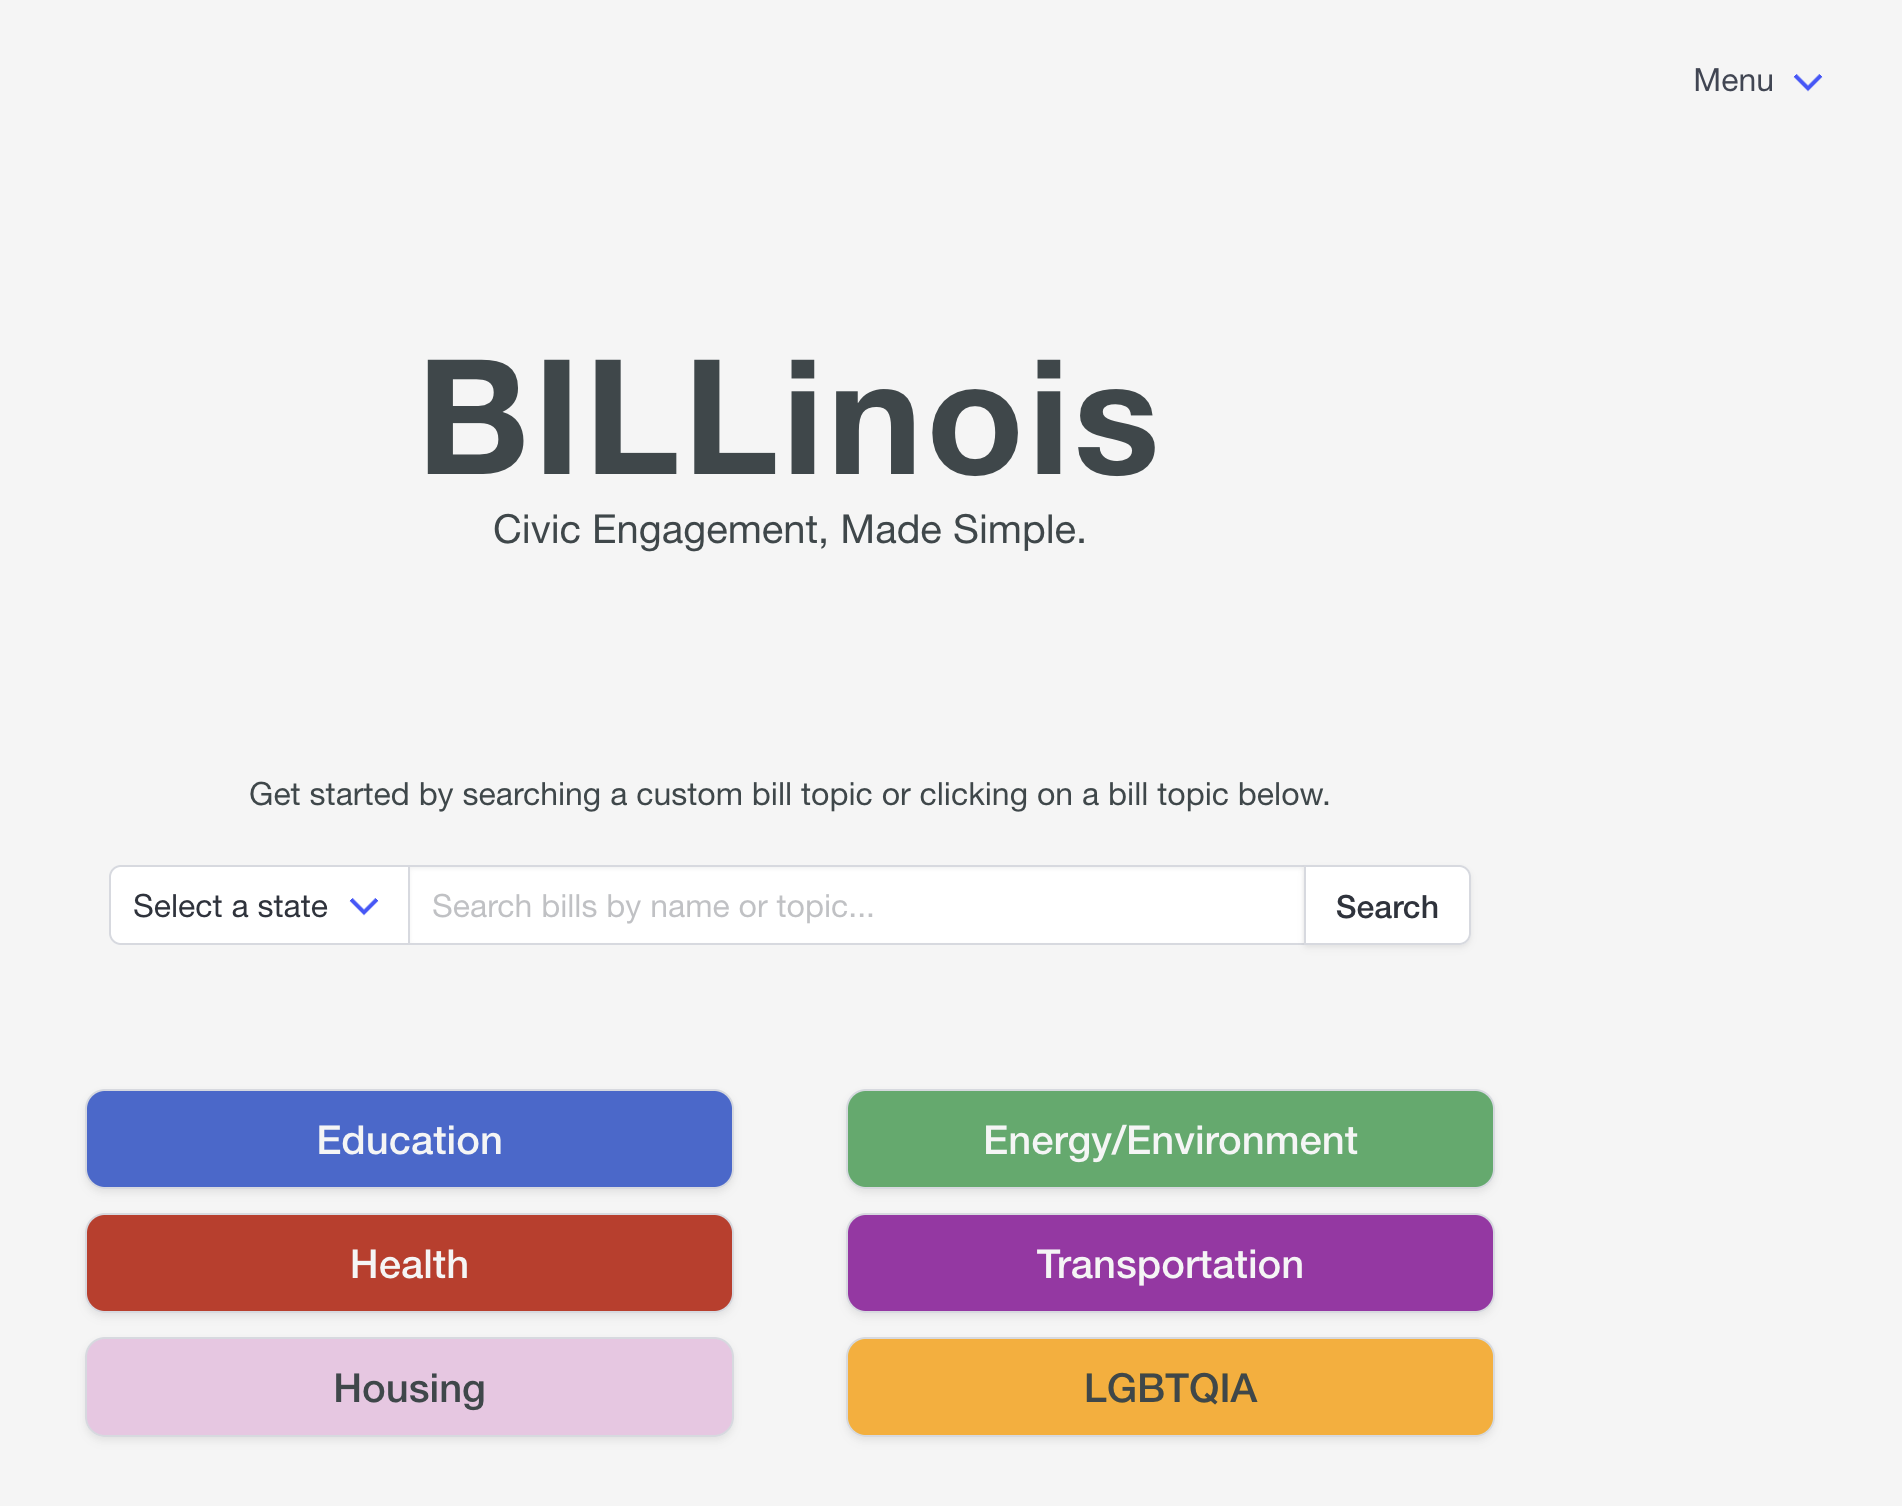 Menu
BILLinois
Civic Engagement, Made Simple.
Get started by searching a custom bill topic or clicking on a bill topic below.
Select a state Search bills by name or topic... Search
Education Energy/Environment
Health Transportation
Housing LGBTQIA